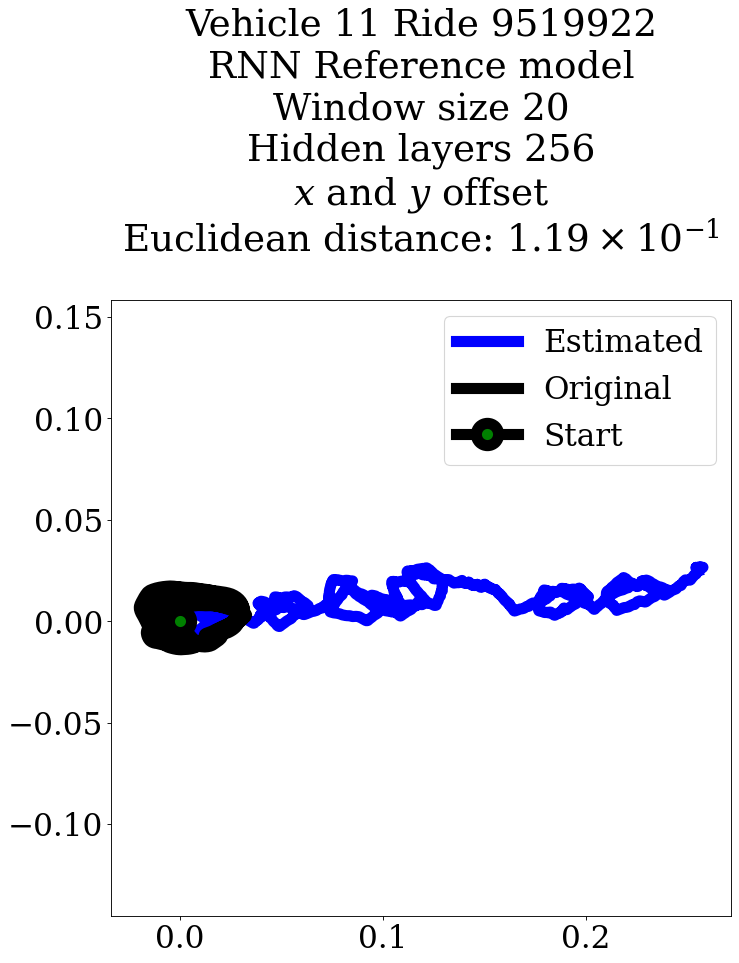 Vehicle 11 Ride 9519922
RNN Reference model
Window size 20
Hidden layers 256
x and y offset
Euclidean distance: 1.19 × 10⁻¹
Estimated
Original
Start
0.15
0.10
0.05
0.00
−0.05
−0.10
0.0 0.1 0.2